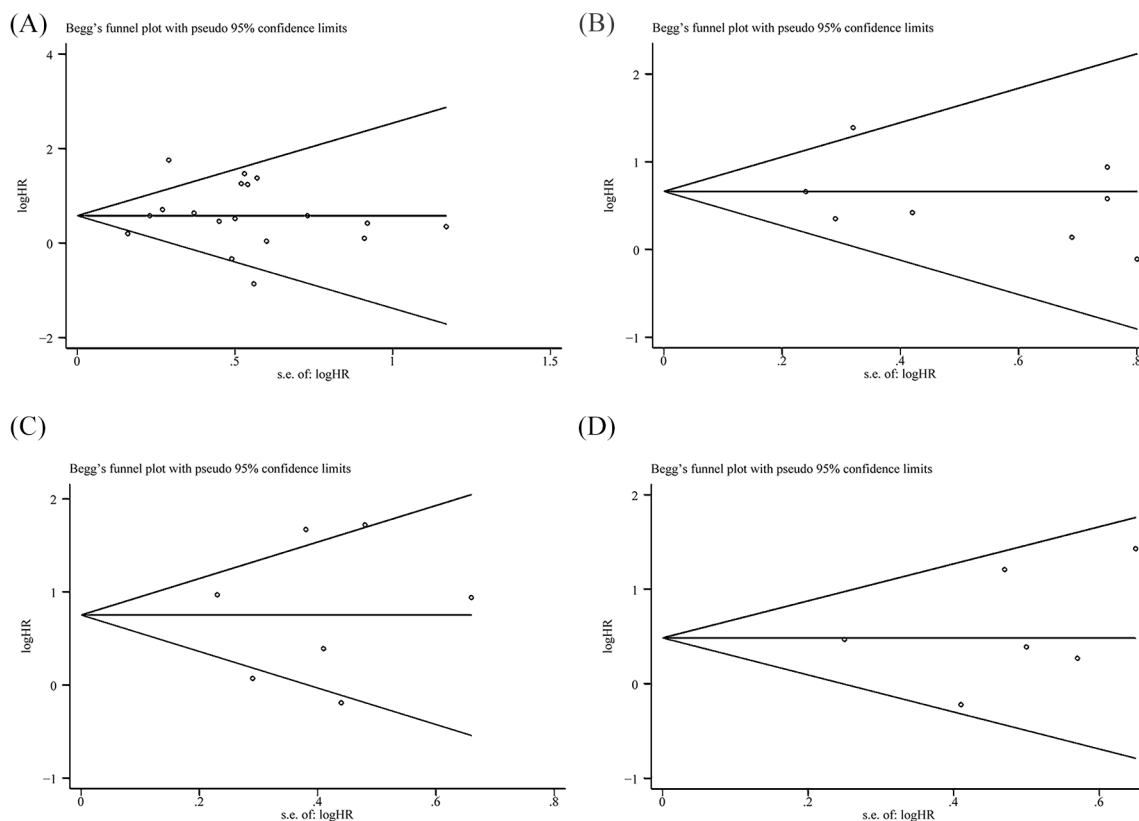 (A)
Begg's funnel plot with pseudo 95% confidence limits
4
2
0
−2
logHR
0
.5
1
1.5
s.e. of: logHR
(B)
Begg's funnel plot with pseudo 95% confidence limits
2
1
0
−1
logHR
0
.2
.4
.6
.8
s.e. of: logHR
(C)
Begg's funnel plot with pseudo 95% confidence limits
2
1
0
−1
logHR
0
.2
.4
.6
.8
s.e. of: logHR
(D)
Begg's funnel plot with pseudo 95% confidence limits
2
1
0
−1
logHR
0
.2
.4
.6
s.e. of: logHR